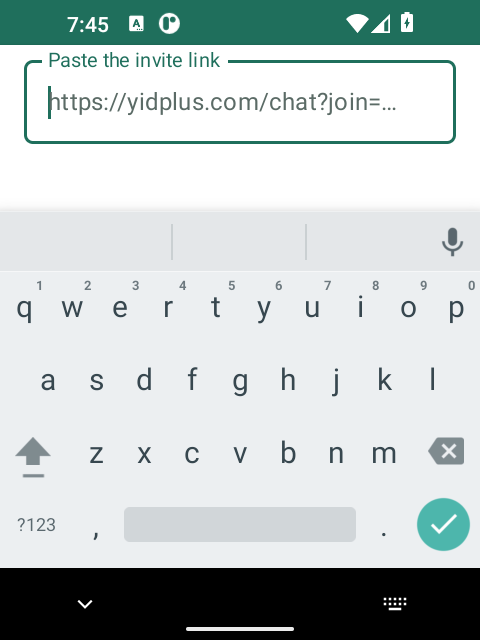 7:45
Paste the invite link
https://yidplus.com/chat?join=...
1 2 3 4 5 6 7 8 9 0
q w e r t y u i o p
a s d f g h j k l
z x c v b n m
?123 , .